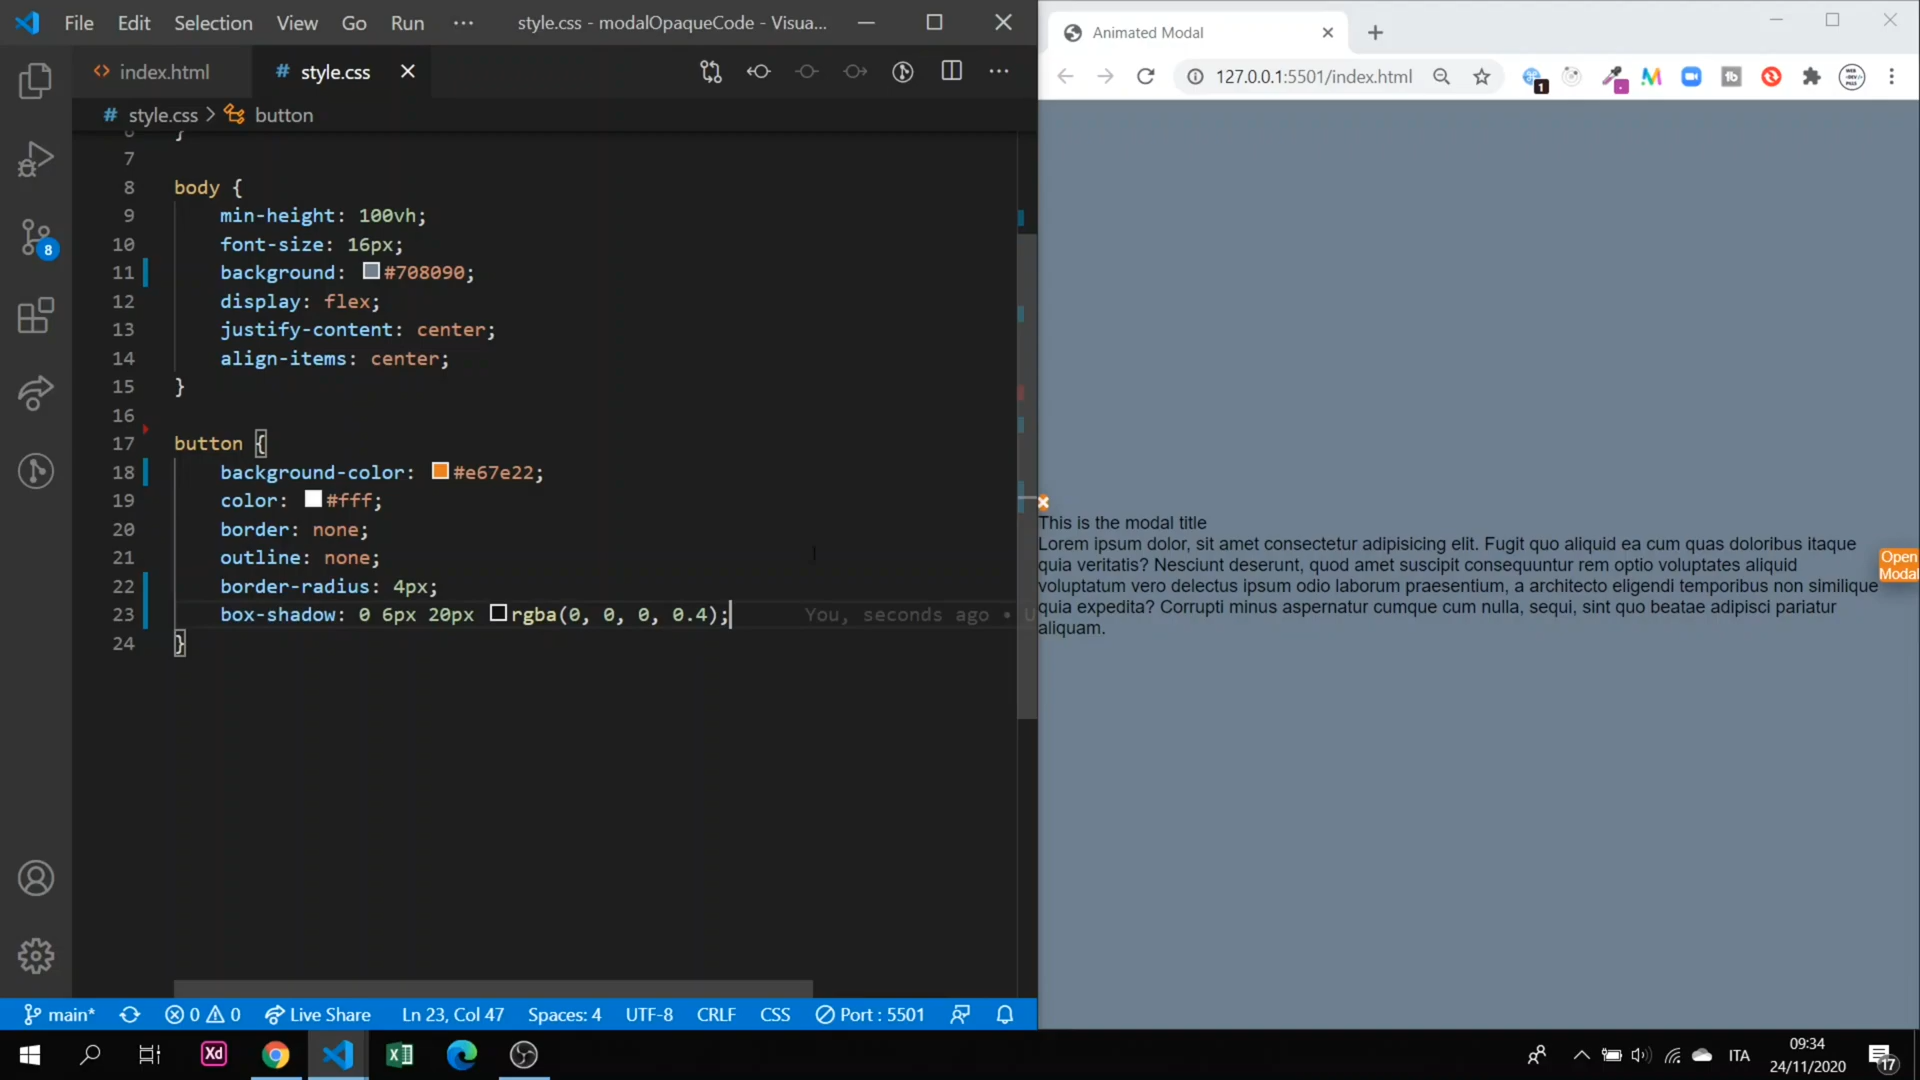 File Edit Selection View Go Run ··· style.css - modalOpaqueCode - Visua...
index.html # style.css
# style.css > button
6 }
7
8 body {
9 min-height: 100vh;
10 font-size: 16px;
11 background: #708090;
12 display: flex;
13 justify-content: center;
14 align-items: center;
15 }
16
17 button {
18 background-color: #e67e22;
19 color: #fff;
20 border: none;
21 outline: none;
22 border-radius: 4px;
23 box-shadow: 0 6px 20px rgba(0, 0, 0, 0.4); You, seconds ago • U
24 }
8
main* 0 0 Live Share Ln 23, Col 47 Spaces: 4 UTF-8 CRLF CSS Port : 5501
Animated Modal
127.0.0.1:5501/index.html
1
This is the modal title
Lorem ipsum dolor, sit amet consectetur adipisicing elit. Fugit quo aliquid ea cum quas doloribus itaque
quia veritatis? Nesciunt deserunt, quod amet suscipit consequuntur rem optio voluptates aliquid
voluptatum vero delectus ipsum odio laborum praesentium, a architecto eligendi temporibus non similique
quia expedita? Corrupti minus aspernatur cumque cum nulla, sequi, sint quo beatae adipisci pariatur
aliquam.
Open
Modal
Xd
ITA
09:34
24/11/2020
17